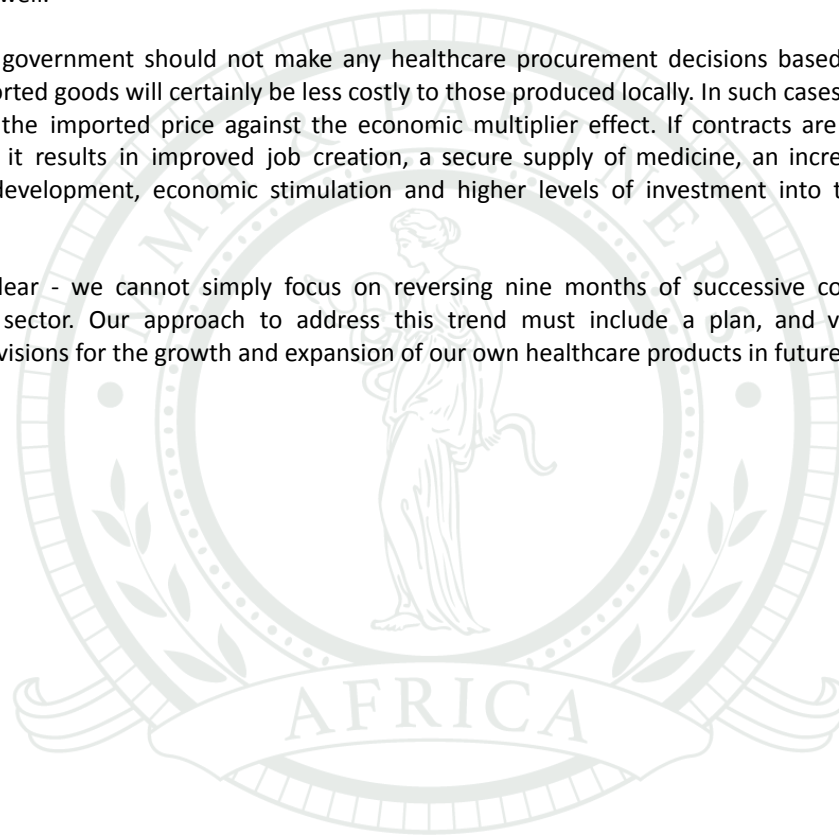 government should not make any healthcare procurement decisions based
orted goods will certainly be less costly to those produced locally. In such cases
the imported price against the economic multiplier effect. If contracts are
it results in improved job creation, a secure supply of medicine, an incre
development, economic stimulation and higher levels of investment into t
lear - we cannot simply focus on reversing nine months of successive co
sector. Our approach to address this trend must include a plan, and v
visions for the growth and expansion of our own healthcare products in future
MMH & PARTNERS
AFRICA